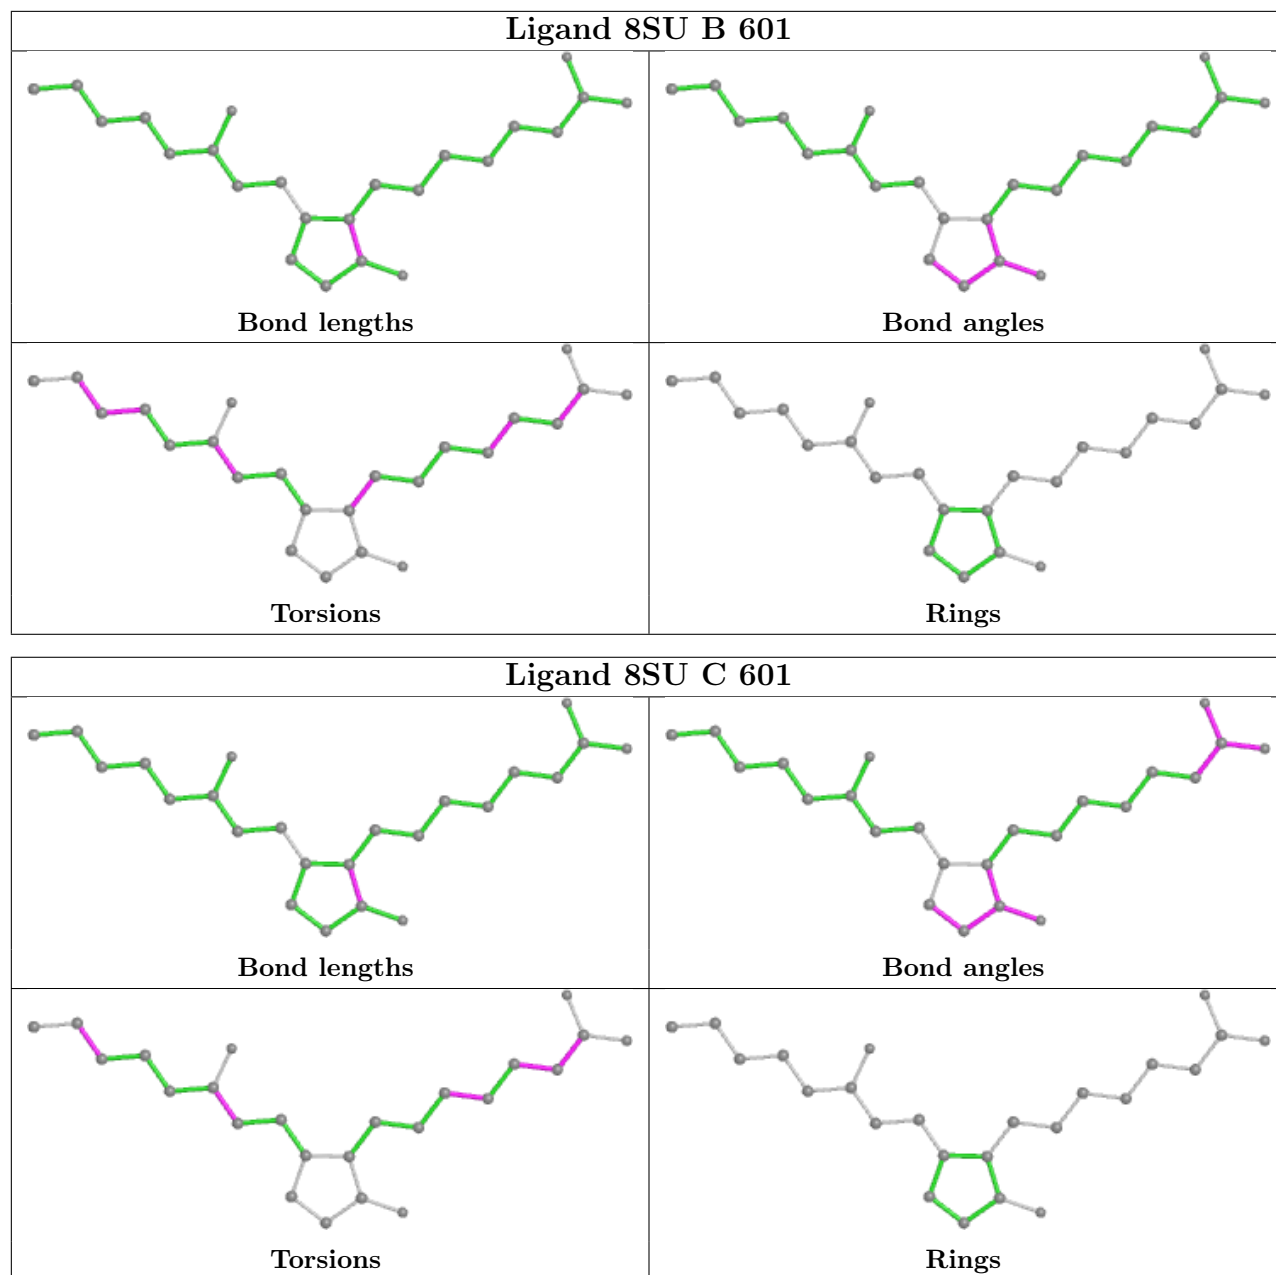 Ligand 8SU B 601
Bond lengths
Bond angles
Torsions
Rings
Ligand 8SU C 601
Bond lengths
Bond angles
Torsions
Rings